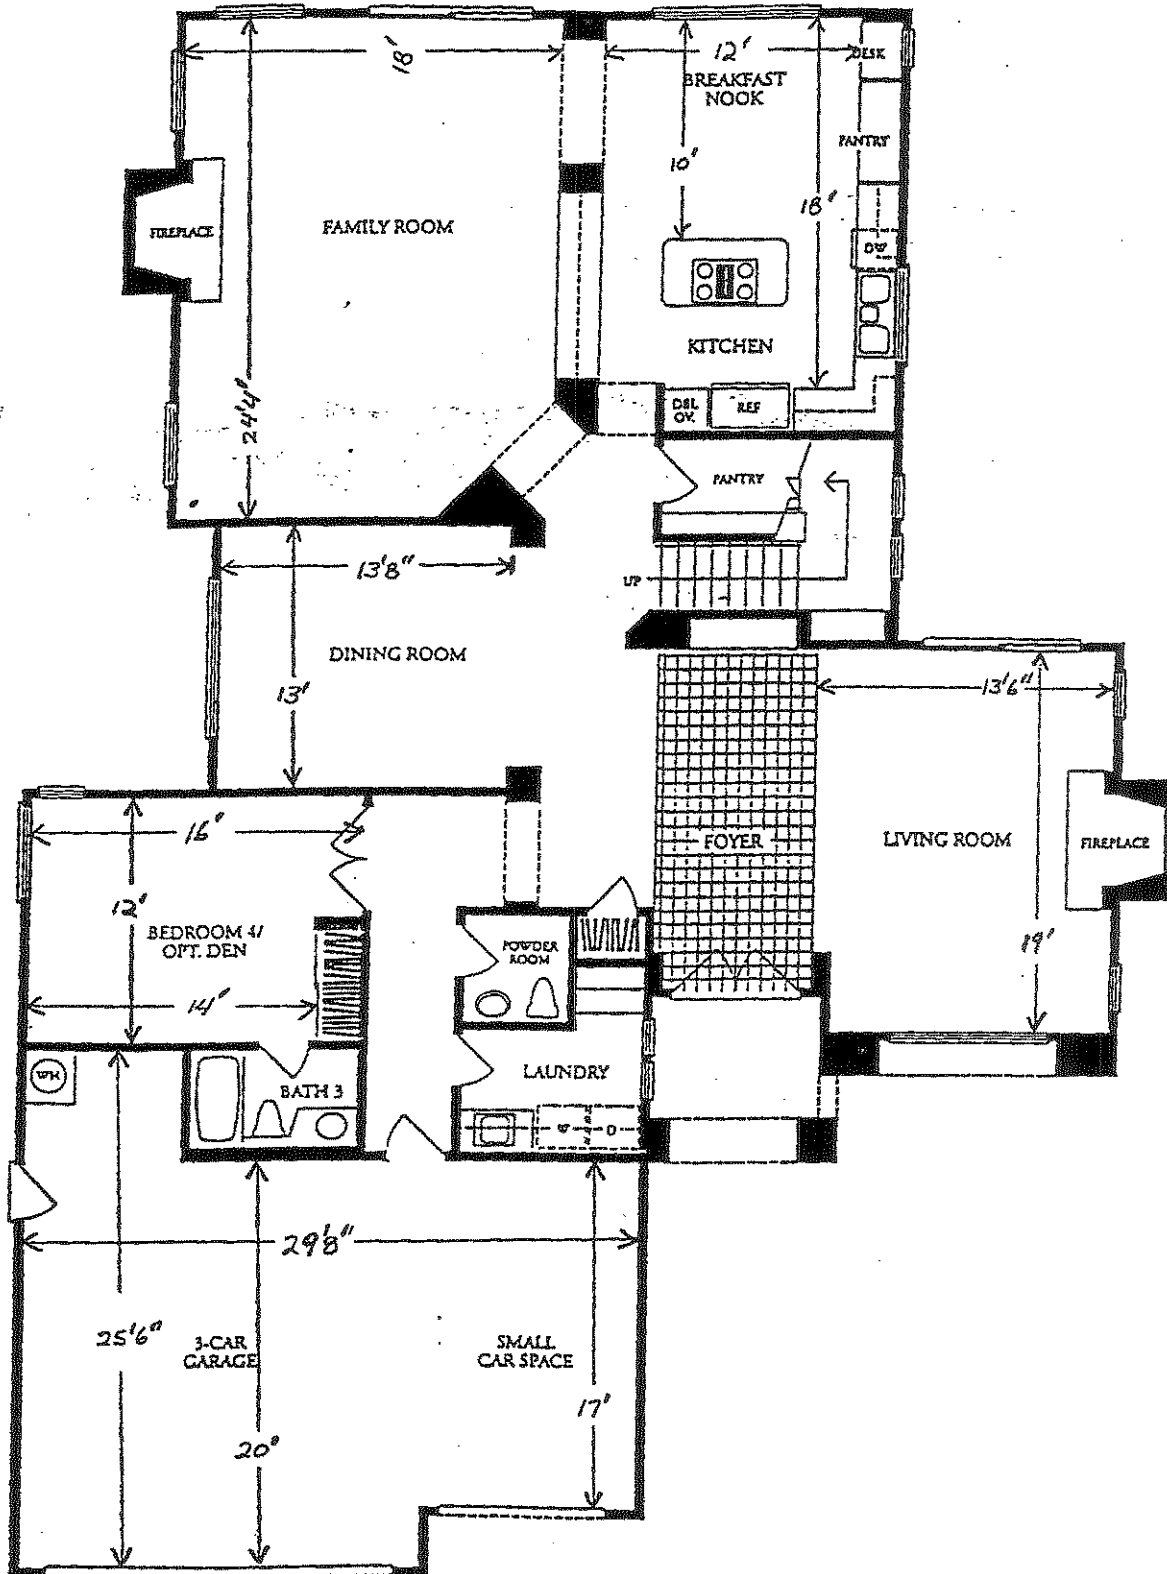 18'
12'
DESK
BREAKFAST
NOOK
10'
PANTRY
18'
FAMILY ROOM
FIREPLACE
DW
KITCHEN
DBL
OV.
REF
24'4"
PANTRY
13'8"
UP
DINING ROOM
13'
13'6"
16'
FOYER
LIVING ROOM
FIREPLACE
12'
BEDROOM 4/
OPT. DEN
POWDER
ROOM
19'
14'
WH
BATH 3
LAUNDRY
W
D
29'8"
25'6"
3-CAR
GARAGE
SMALL
CAR SPACE
17'
20'